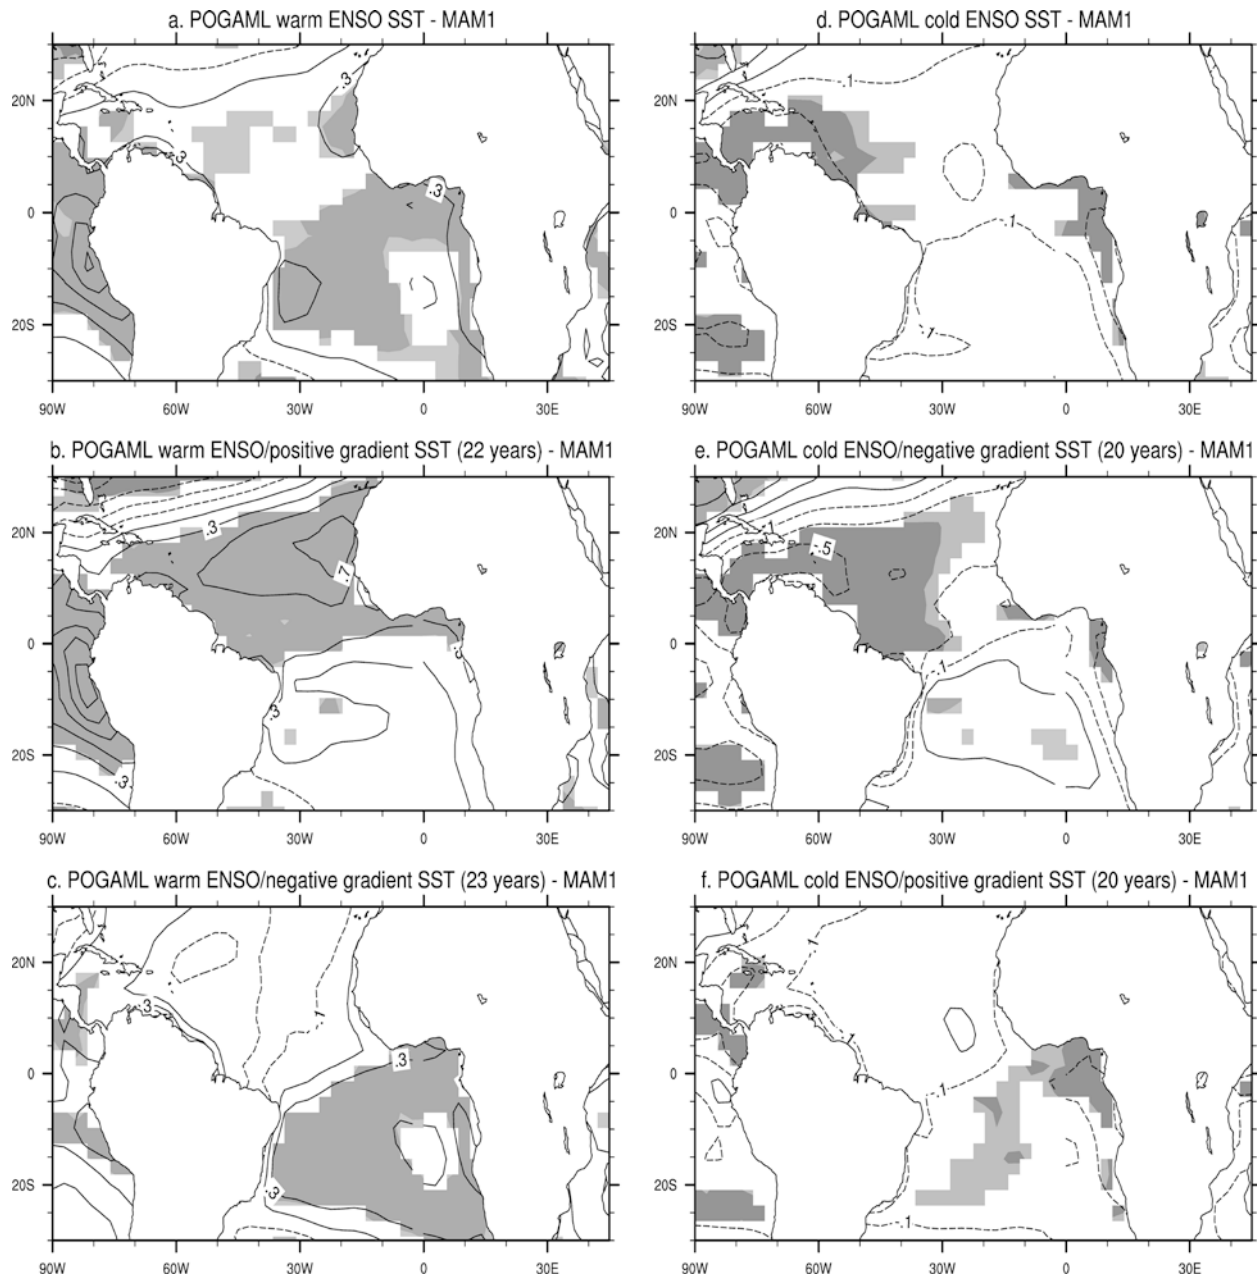 a. POGAML warm ENSO SST - MAM1
d. POGAML cold ENSO SST - MAM1
.3
.3
.3
20N
0
20S
90W 60W 30W 0 30E
-.1
-.1
-.1
20N
0
20S
90W 60W 30W 0 30E
b. POGAML warm ENSO/positive gradient SST (22 years) - MAM1
e. POGAML cold ENSO/negative gradient SST (20 years) - MAM1
.3
.7
.3
.3
20N
0
20S
90W 60W 30W 0 30E
-.5
-.1
20N
0
20S
90W 60W 30W 0 30E
c. POGAML warm ENSO/negative gradient SST (23 years) - MAM1
f. POGAML cold ENSO/positive gradient SST (20 years) - MAM1
.3
.3
.3
20N
0
20S
90W 60W 30W 0 30E
-.1
-.1
-.1
20N
0
20S
90W 60W 30W 0 30E